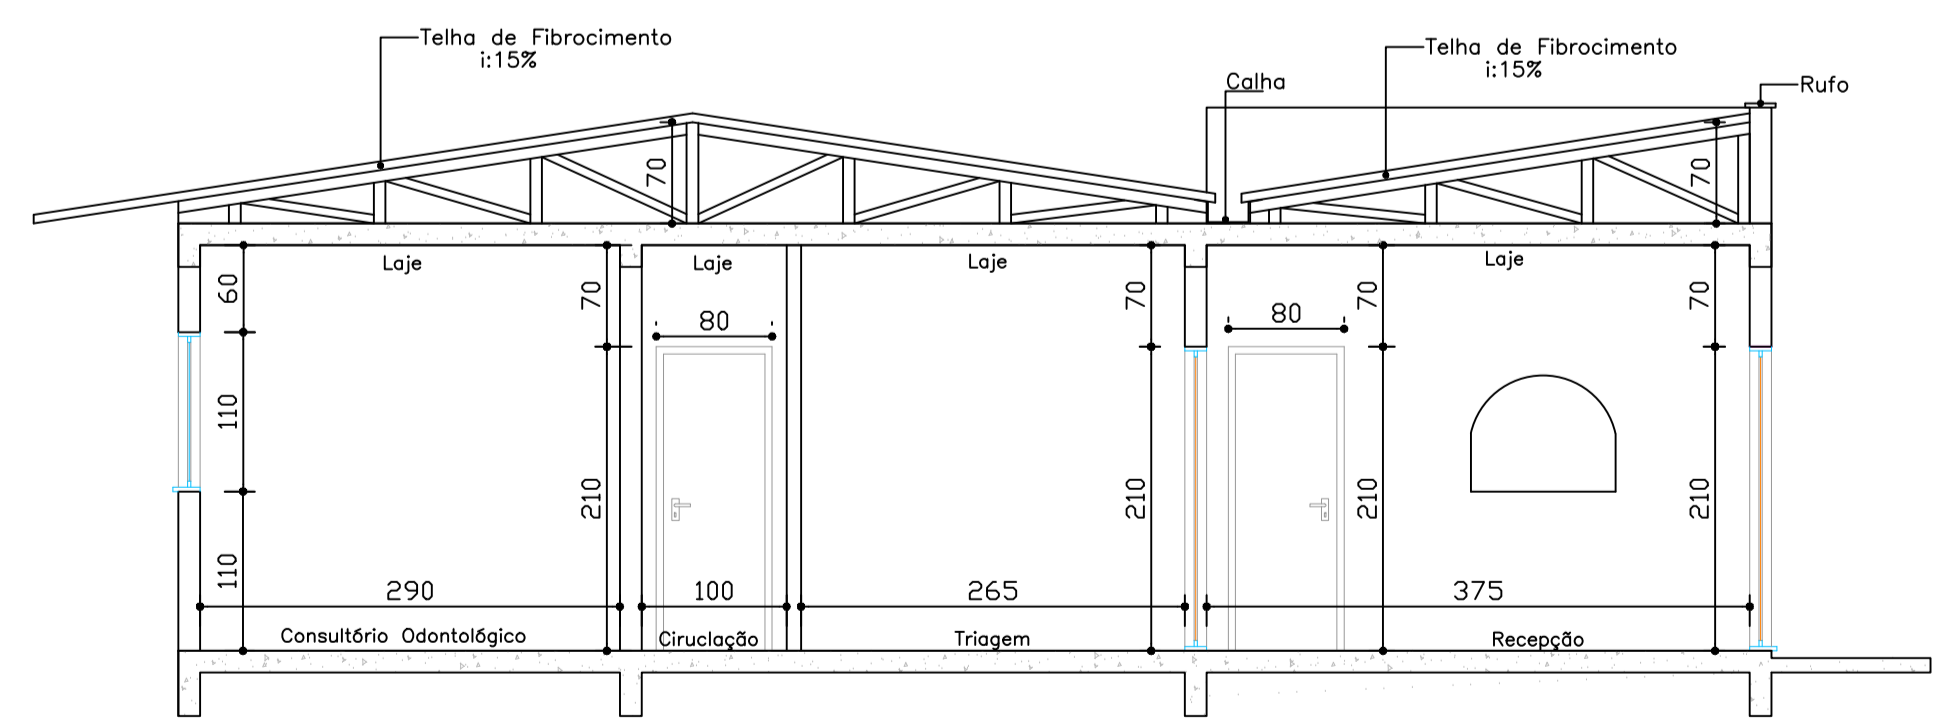 Telha de Fibrocimento
i:15%
Telha de Fibrocimento
i:15%
Calha
Rufo
70
70
Laje
Laje
Laje
Laje
60
70
70
70
70
80
80
110
210
210
210
210
110
290
100
265
375
Consultório Odontológico
Ciruclação
Triagem
Recepção